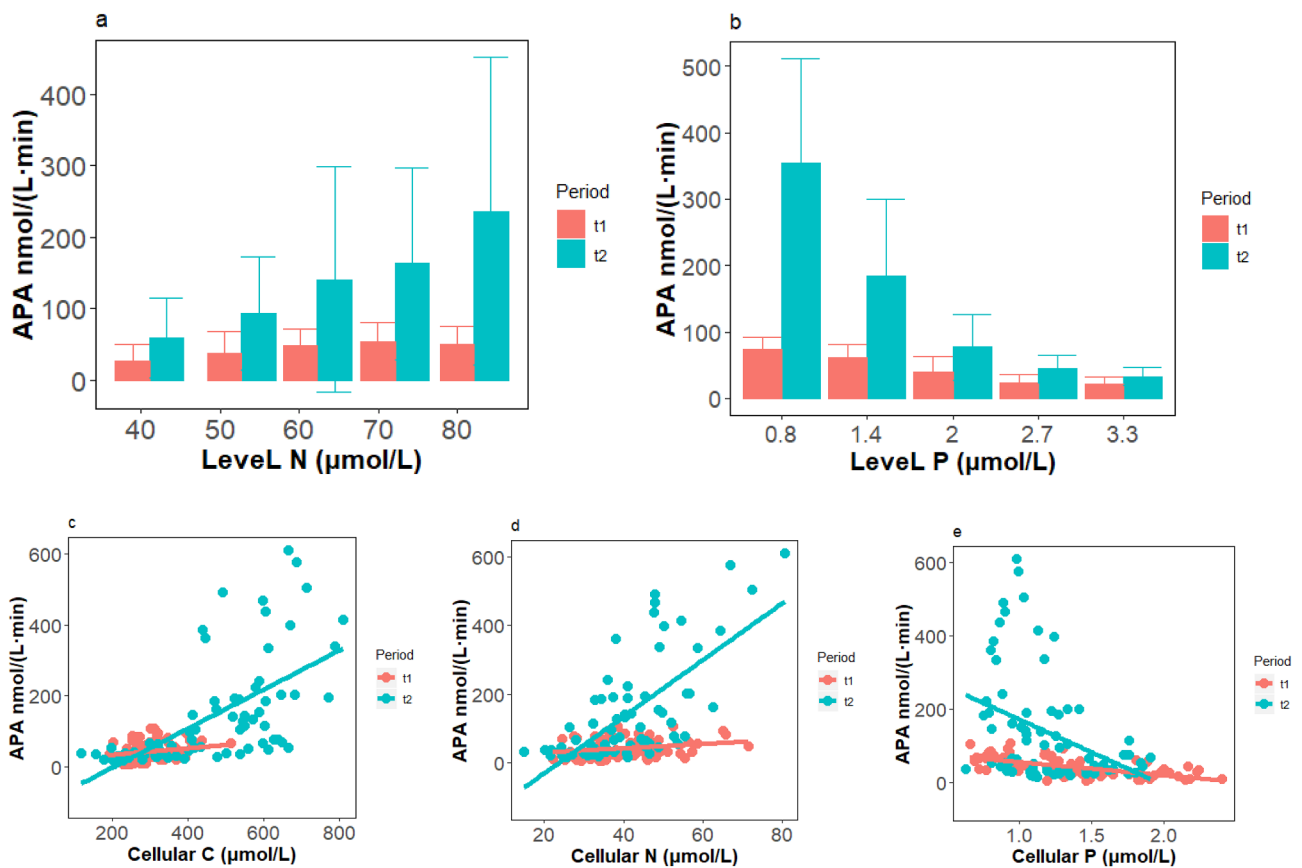 a
APA nmol/(L·min)
400
300
200
100
0
40 50 60 70 80
LeveL N (µmol/L)
Period
t1
t2
b
APA nmol/(L·min)
500
400
300
200
100
0
0.8 1.4 2 2.7 3.3
LeveL P (µmol/L)
Period
t1
t2
c
APA nmol/(L·min)
600
400
200
0
200 400 600 800
Cellular C (µmol/L)
Period
t1
t2
d
APA nmol/(L·min)
600
400
200
0
20 40 60 80
Cellular N (µmol/L)
Period
t1
t2
e
APA nmol/(L·min)
600
400
200
0
1.0 1.5 2.0
Cellular P (µmol/L)
Period
t1
t2